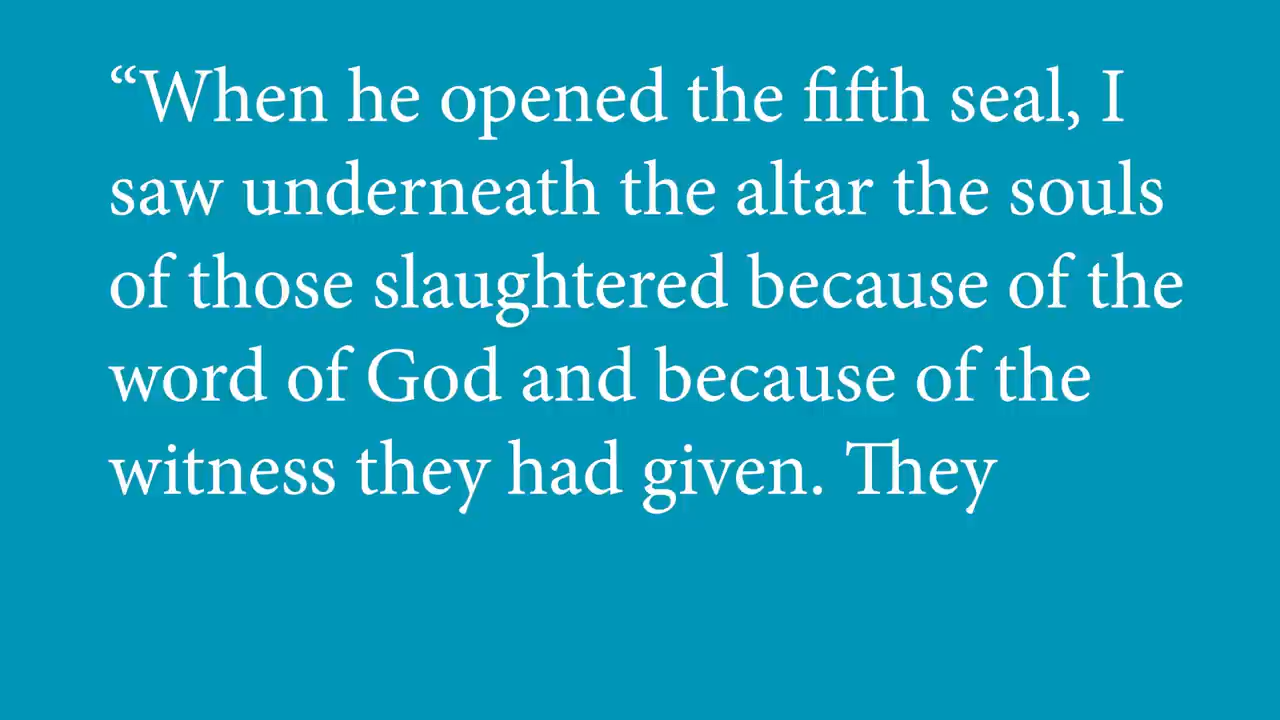 “When he opened the fifth seal, I
saw underneath the altar the souls
of those slaughtered because of the
word of God and because of the
witness they had given. They